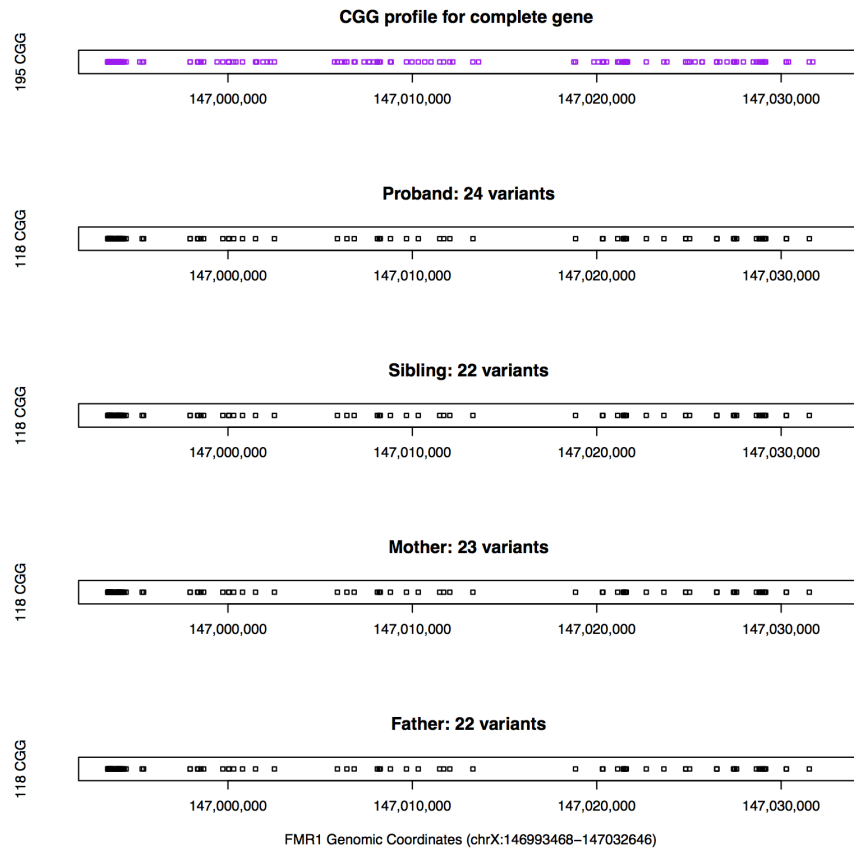 CGG profile for complete gene
195 CGG
147,000,000 147,010,000 147,020,000 147,030,000
Proband: 24 variants
118 CGG
147,000,000 147,010,000 147,020,000 147,030,000
Sibling: 22 variants
118 CGG
147,000,000 147,010,000 147,020,000 147,030,000
Mother: 23 variants
118 CGG
147,000,000 147,010,000 147,020,000 147,030,000
Father: 22 variants
118 CGG
147,000,000 147,010,000 147,020,000 147,030,000
FMR1 Genomic Coordinates (chrX:146993468−147032646)